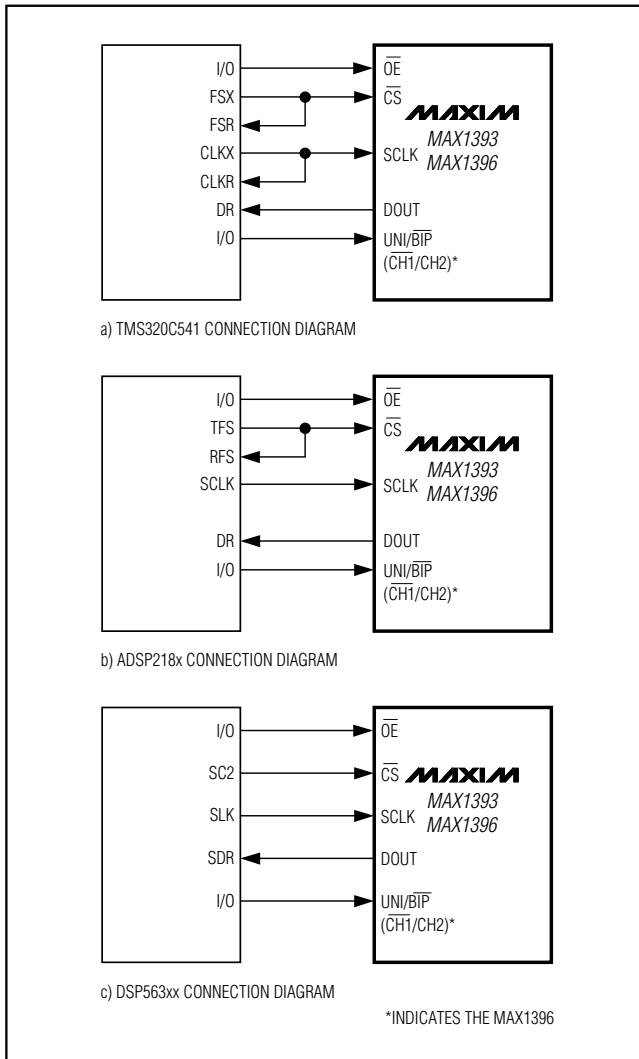 I/O OE
FSX CS
MAXIM
FSR
MAX1393
CLKX SCLK MAX1396
CLKR
DR DOUT
I/O UNI/BIP
(CH1/CH2)*
a) TMS320C541 CONNECTION DIAGRAM
I/O OE
TFS CS
MAXIM
RFS
MAX1393
SCLK SCLK MAX1396
DR DOUT
I/O UNI/BIP
(CH1/CH2)*
b) ADSP218x CONNECTION DIAGRAM
I/O OE
SC2 CS MAXIM
MAX1393
SLK SCLK MAX1396
SDR DOUT
I/O UNI/BIP
(CH1/CH2)*
c) DSP563xx CONNECTION DIAGRAM
*INDICATES THE MAX1396